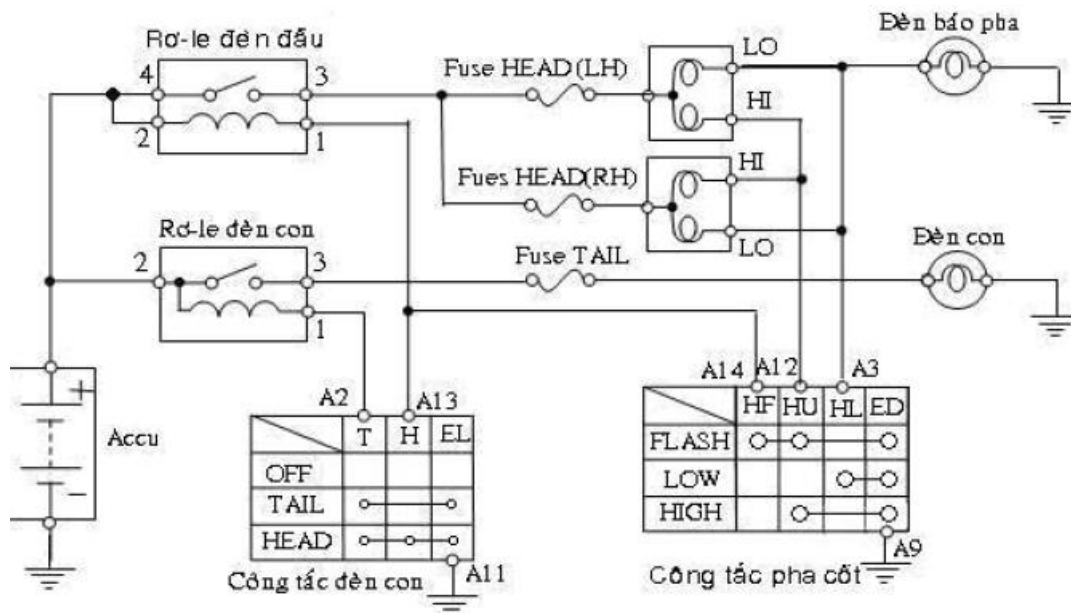 Rơ-le đèn đầu
4
3
2
1
Fuse HEAD (LH)
LO
HI
Đèn báo pha
Fues HEAD(RH)
HI
LO
Rơ-le đèn con
2
3
1
Fuse TAIL
Đèn con
+
-
Accu
A2
A13
T H EL
OFF
TAIL
HEAD
A11
Công tắc đèn con
A14 A12 A3
HF HU HL ED
FLASH
LOW
HIGH
A9
Công tắc pha cốt